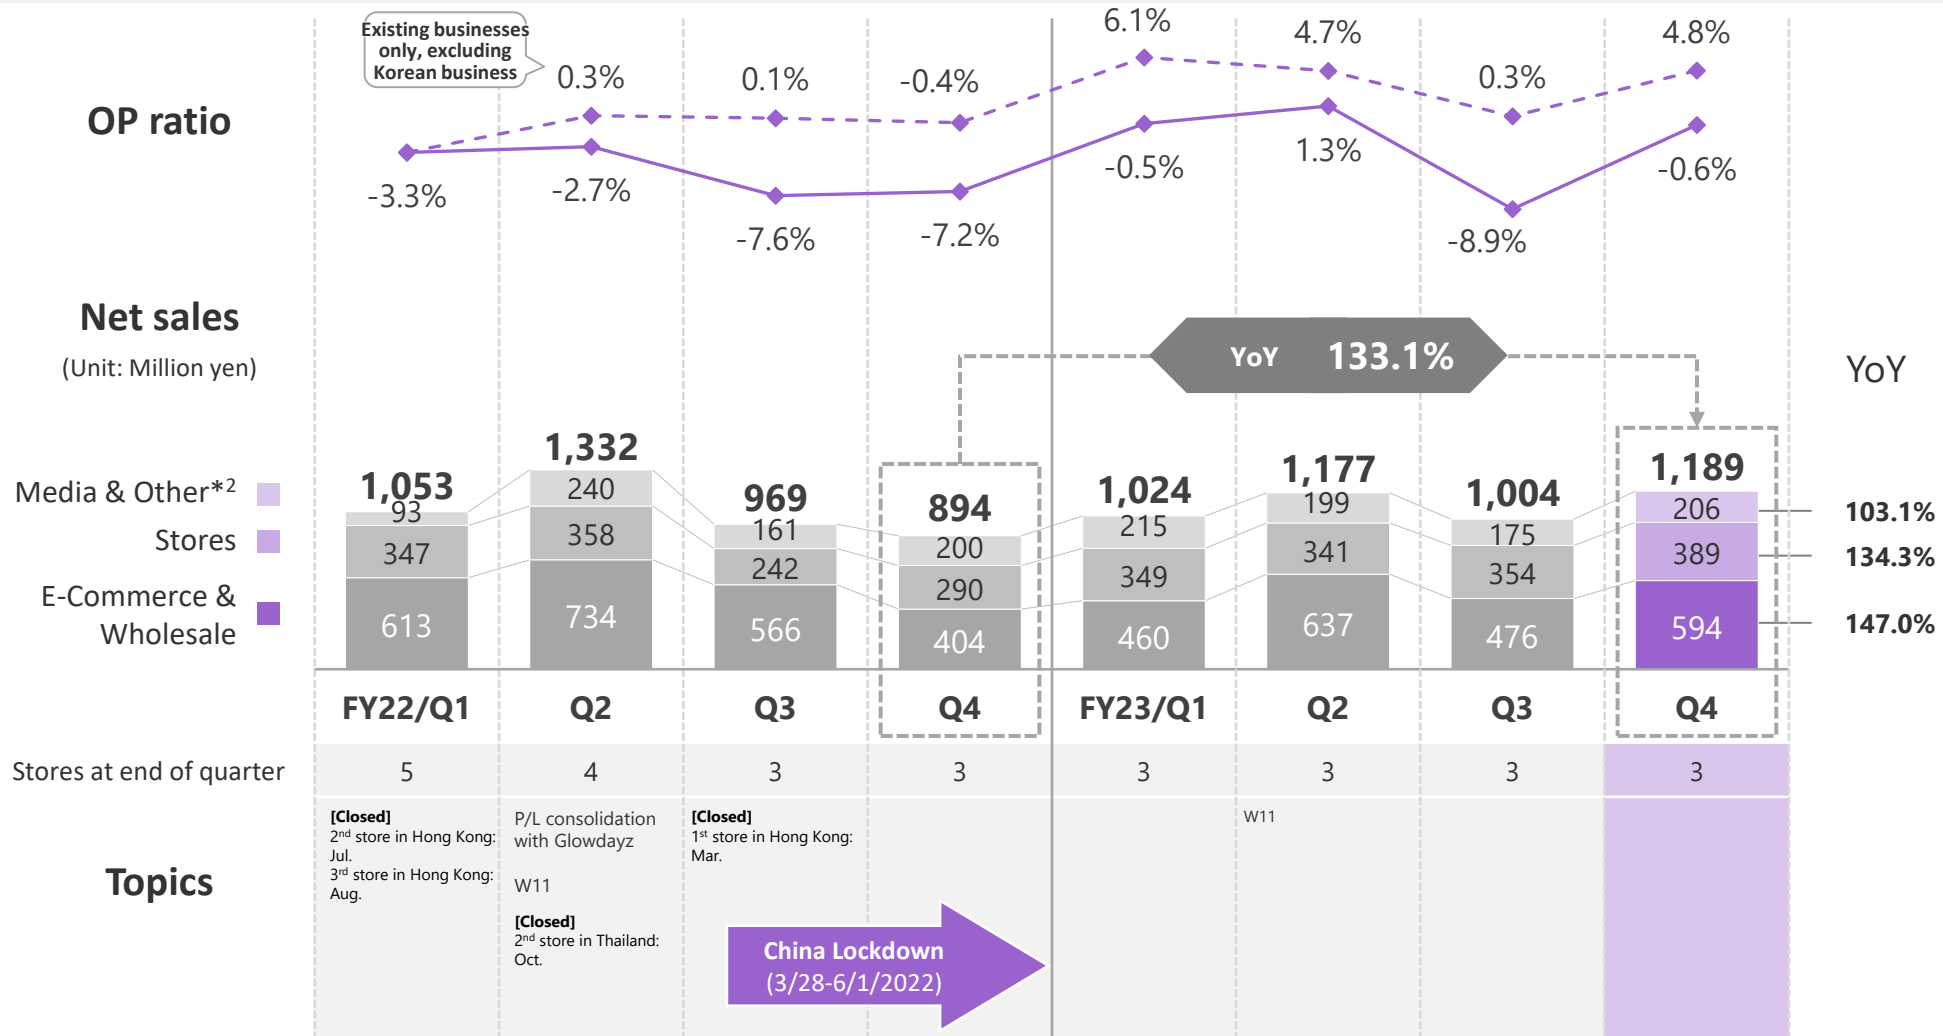 Existing businesses
only, excluding
Korean business
OP ratio
0.3%
0.1%
-0.4%
6.1%
4.7%
0.3%
4.8%
-3.3%
-2.7%
-7.6%
-7.2%
-0.5%
1.3%
-8.9%
-0.6%
Net sales
(Unit: Million yen)
YoY 133.1%
YoY
Media & Other*2
Stores
E-Commerce &
Wholesale
1,053
93
347
613
1,332
240
358
734
969
161
242
566
894
200
290
404
1,024
215
349
460
1,177
199
341
637
1,004
175
354
476
1,189
206
389
594
103.1%
134.3%
147.0%
FY22/Q1 Q2 Q3 Q4 FY23/Q1 Q2 Q3 Q4
Stores at end of quarter 5 4 3 3 3 3 3 3
Topics
[Closed]
2nd store in Hong Kong:
Jul.
3rd store in Hong Kong:
Aug.
P/L consolidation
with Glowdayz
W11
[Closed]
2nd store in Thailand:
Oct.
[Closed]
1st store in Hong Kong:
Mar.
W11
China Lockdown
(3/28-6/1/2022)